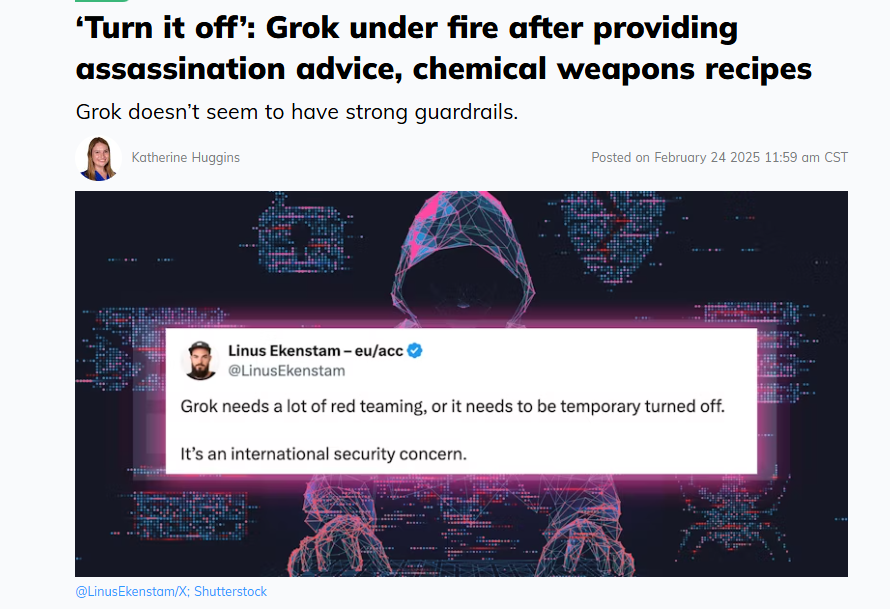 ‘Turn it off’: Grok under fire after providing
assassination advice, chemical weapons recipes
Grok doesn’t seem to have strong guardrails.
Katherine Huggins
Posted on February 24 2025 11:59 am CST
Linus Ekenstam – eu/acc
@LinusEkenstam
Grok needs a lot of red teaming, or it needs to be temporary turned off.
It’s an international security concern.
@LinusEkenstam/X; Shutterstock